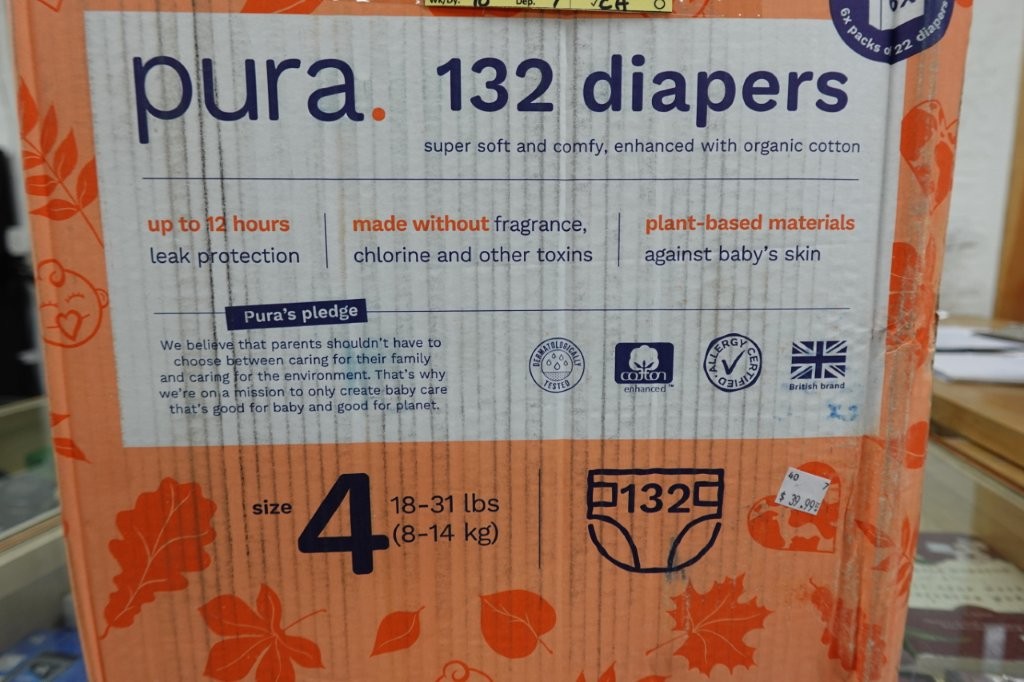 6x packs of 22 diapers
pura.
132 diapers
super soft and comfy, enhanced with organic cotton
up to 12 hours
leak protection
made without fragrance,
chlorine and other toxins
plant-based materials
against baby's skin
Pura's pledge
We believe that parents shouldn't have to
choose between caring for their family
and caring for the environment. That's why
we're on a mission to only create baby care
that's good for baby and good for planet.
DERMATOLOGICALLY
TESTED
cotton
enhanced™
ALLERGY CERTIFIED
British brand
size
4
18-31 lbs
(8-14 kg)
132
40 7
$ 39.99